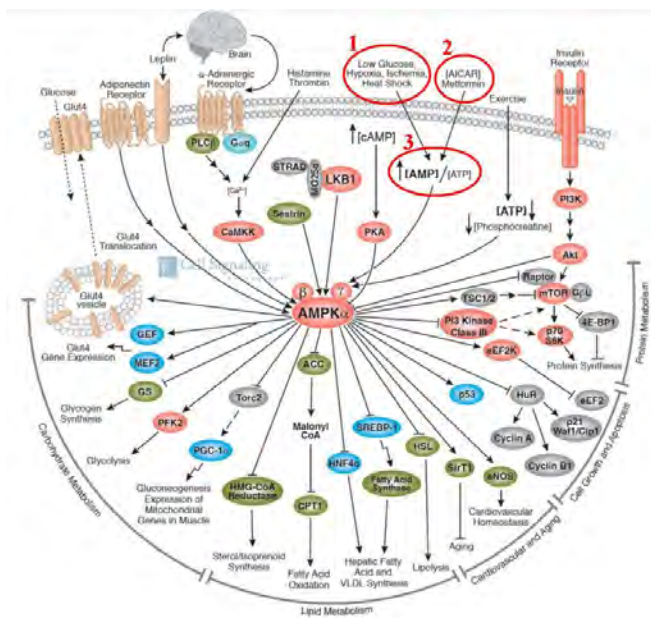 1
2
3
Brain
Leptin
Glucose
Glut4
Adiponectin
Receptor
α-Adrenergic
Receptor
Histamine
Thrombin
Low Glucose,
Hypoxia, Ischemia,
Heat Shock
[AICAR]
Metformin
Exercise
Insulin
Receptor
Insulin
PLCβ
Gαq
[Ca²⁺]
CaMKK
STRAD
MO25α
LKB1
Sestrin
[cAMP]
PKA
[AMP]/[ATP]
[ATP]
[Phosphocreatine]
PI3K
Akt
Glut4
Translocation
Cell Signaling
Glut4
vesicle
β
γ
AMPKα
Raptor
mTOR
GβL
TSC1/2
PI3 Kinase
Class III
p70
S6K
4E-BP1
Protein Synthesis
eEF2K
eEF2
GEF
MEF2
Glut4
Gene Expression
GS
Glycogen
Synthesis
PFK2
Glycolysis
Torc2
PGC-1α
Gluconeogenesis
Expression of
Mitochondrial
Genes in Muscle
HMG-CoA
Reductase
Sterol/Isoprenoid
Synthesis
ACC
Malonyl
CoA
CPT1
Fatty Acid
Oxidation
HNF4α
SREBP-1
Fatty Acid
Synthase
Hepatic Fatty
Acid and
VLDL Synthesis
HSL
Lipolysis
SirT1
Aging
eNOS
Cardiovascular
Homeostasis
p53
HuR
Cyclin A
Cyclin B1
p21
Waf1/Cip1
Carbohydrate Metabolism
Lipid Metabolism
Cardiovascular and Aging
Cell Growth and Apoptosis
Protein Metabolism